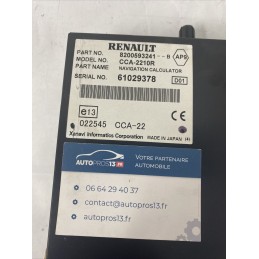 RENAULT
PART NO. 8200593241 -- B APS
MODEL NO. CCA-2210R
PART NAME NAVIGATION CALCULATOR
SERIAL NO. 61029378 D01
e13
022545 CCA-22
Xanavi Informatics Corporation MADE IN JAPAN
AUTOPROS13.FR
VOTRE PARTENAIRE
AUTOMOBILE
06 64 29 40 37
contact@autopros13.fr
autopros13.fr